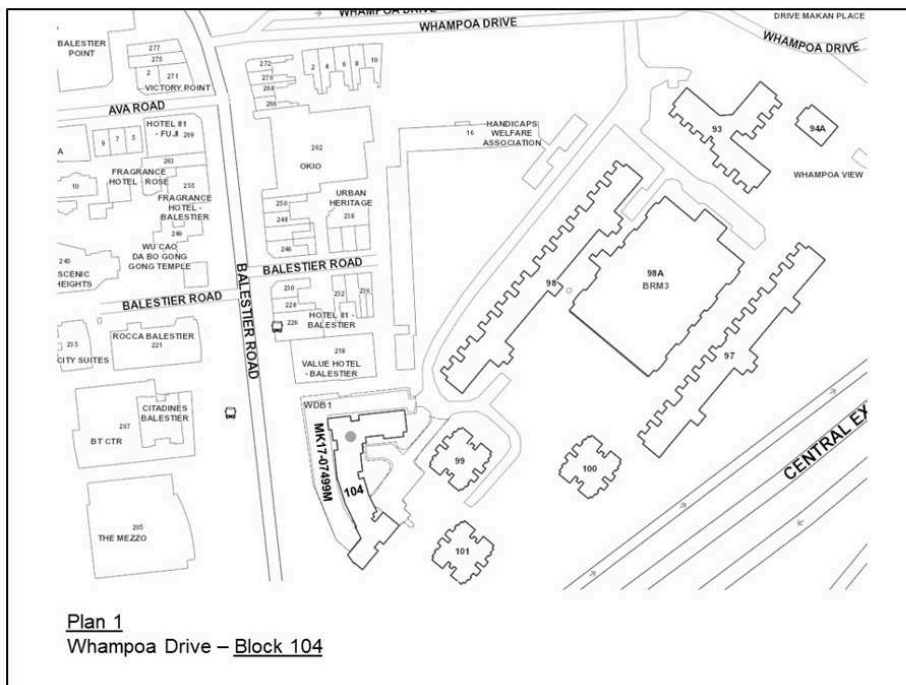 WHAMPOA DRIVE
DRIVE MAKAN PLACE
WHAMPOA DRIVE
WHAMPOA DRIVE
BALESTIER
POINT
277
275
2
271
VICTORY POINT
272
270
268
266
2
4
6
8
10
AVA ROAD
HOTEL 81
- FUJI
269
9
7
5
A
263
FRAGRANCE
HOTEL - ROSE
10
255
FRAGRANCE
HOTEL -
BALESTIER
249
WU CAO
DA BO GONG
GONG TEMPLE
245
SCENIC
HEIGHTS
262
OKIO
16
HANDICAPS
WELFARE
ASSOCIATION
93
94A
WHAMPOA VIEW
250
248
246
URBAN
HERITAGE
238
BALESTIER ROAD
BALESTIER ROAD
BALESTIER ROAD
230
228
226
232
236
HOTEL 81 -
BALESTIER
98
98A
BRM3
97
235
CITY SUITES
ROCCA BALESTIER
221
218
VALUE HOTEL
- BALESTIER
WDB1
207
BT CTR
CITADINES
BALESTIER
MK17-07499M
104
99
100
101
CENTRAL EX
205
THE MEZZO
Plan 1
Whampoa Drive – Block 104